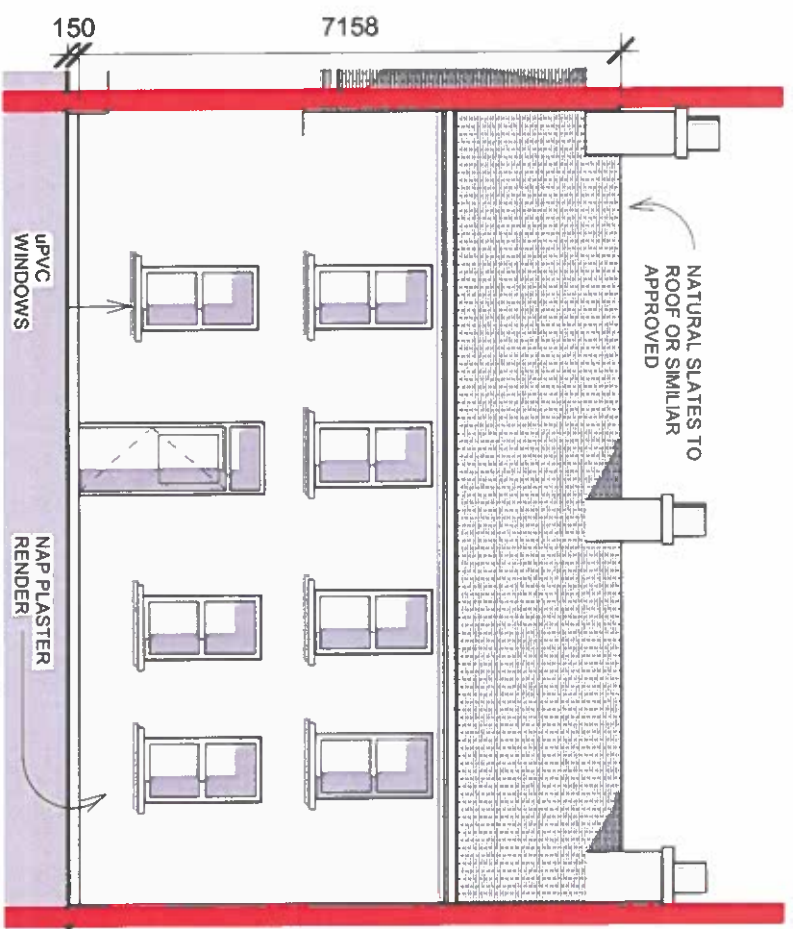 150
7158
NATURAL SLATES TO
ROOF OR SIMILIAR
APPROVED
uPVC
WINDOWS
NAP PLASTER
RENDER